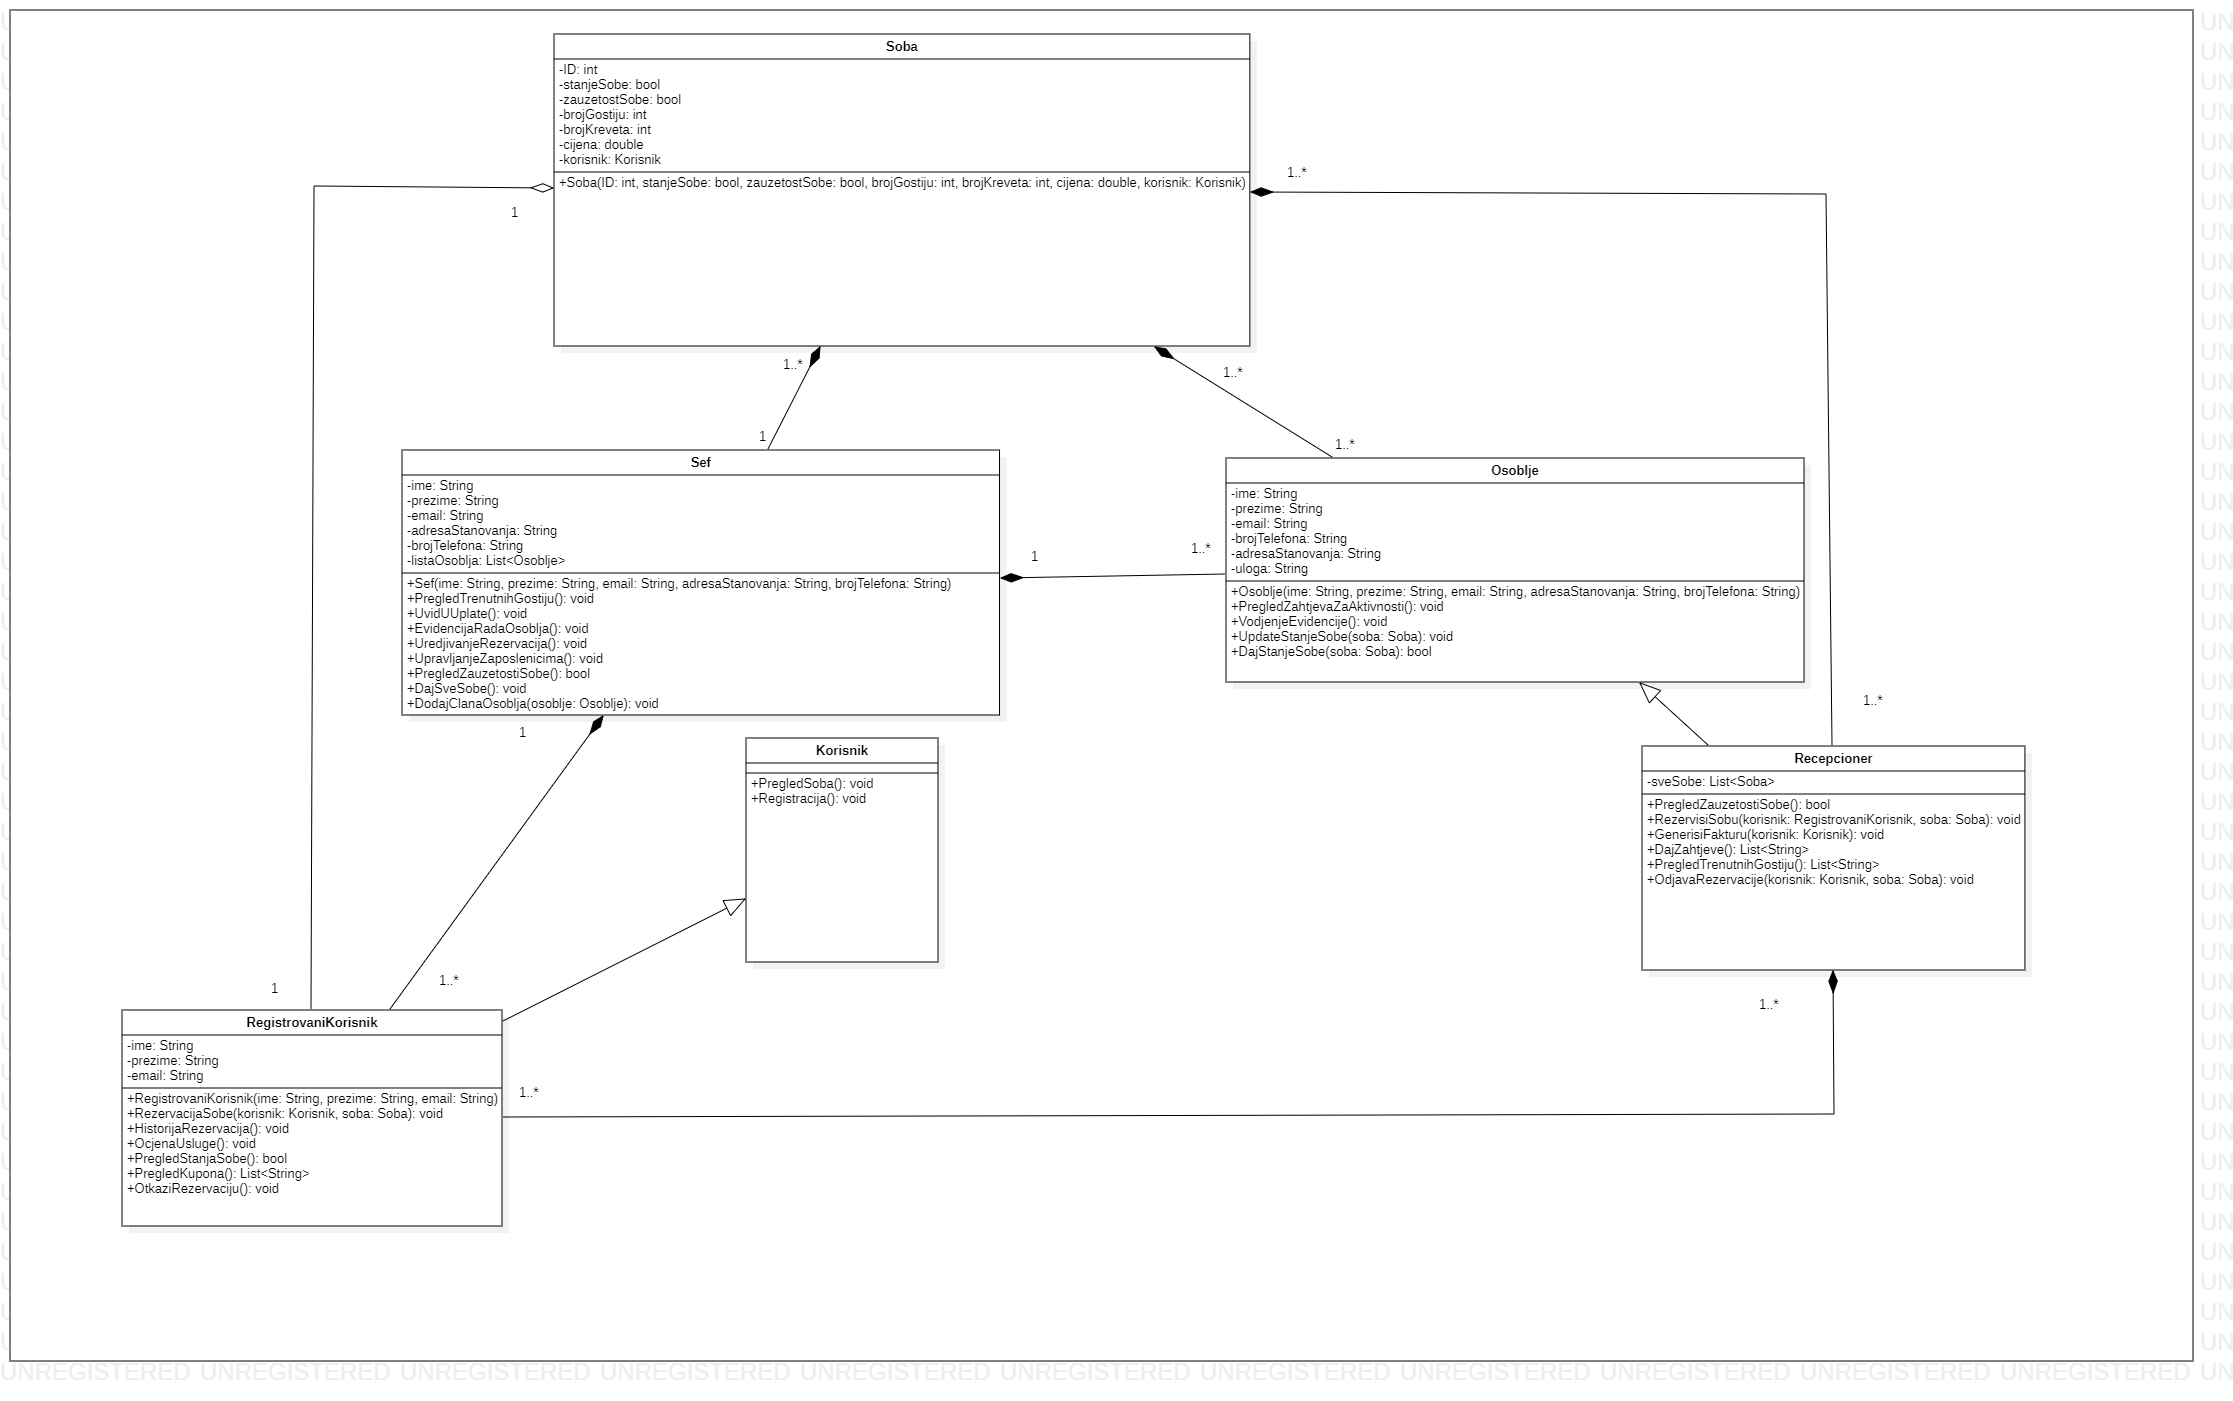 Soba
-ID: int
-stanjeSobe: bool
-zauzetostSobe: bool
-brojGostiju: int
-brojKreveta: int
-cijena: double
-korisnik: Korisnik
+Soba(ID: int, stanjeSobe: bool, zauzetostSobe: bool, brojGostiju: int, brojKreveta: int, cijena: double, korisnik: Korisnik)
1..*
1
1..*
1..*
1
1..*
Sef
-ime: String
-prezime: String
-email: String
-adresaStanovanja: String
-brojTelefona: String
-listaOsoblja: List<Osoblje>
+Sef(ime: String, prezime: String, email: String, adresaStanovanja: String, brojTelefona: String)
+PregledTrenutnihGostiju(): void
+UvidUUplate(): void
+EvidencijaRadaOsoblja(): void
+UredjivanjeRezervacija(): void
+UpravljanjeZaposlenicima(): void
+PregledZauzetostiSobe(): bool
+DajSveSobe(): void
+DodajClanaOsoblja(osoblje: Osoblje): void
1
1..*
Osoblje
-ime: String
-prezime: String
-email: String
-brojTelefona: String
-adresaStanovanja: String
-uloga: String
+Osoblje(ime: String, prezime: String, email: String, adresaStanovanja: String, brojTelefona: String)
+PregledZahtjevaZaAktivnosti(): void
+VodjenjeEvidencije(): void
+UpdateStanjeSobe(soba: Soba): void
+DajStanjeSobe(soba: Soba): bool
1..*
1
Korisnik
+PregledSoba(): void
+Registracija(): void
Recepcioner
-sveSobe: List<Soba>
+PregledZauzetostiSobe(): bool
+RezervisiSobu(korisnik: RegistrovaniKorisnik, soba: Soba): void
+GenerisiFakturu(korisnik: Korisnik): void
+DajZahtjeve(): List<String>
+PregledTrenutnihGostiju(): List<String>
+OdjavaRezervacije(korisnik: Korisnik, soba: Soba): void
1..*
1
1..*
RegistrovaniKorisnik
-ime: String
-prezime: String
-email: String
+RegistrovaniKorisnik(ime: String, prezime: String, email: String)
+RezervacijaSobe(korisnik: Korisnik, soba: Soba): void
+HistorijaRezervacija(): void
+OcjenaUsluge(): void
+PregledStanjaSobe(): bool
+PregledKupona(): List<String>
+OtkaziRezervaciju(): void
1..*
UNREGISTERED UNREGISTERED UNREGISTERED UNREGISTERED UNREGISTERED UNREGISTERED UNREGISTERED UNREGISTERED UNREGISTERED UNREGISTERED UNREGISTERED